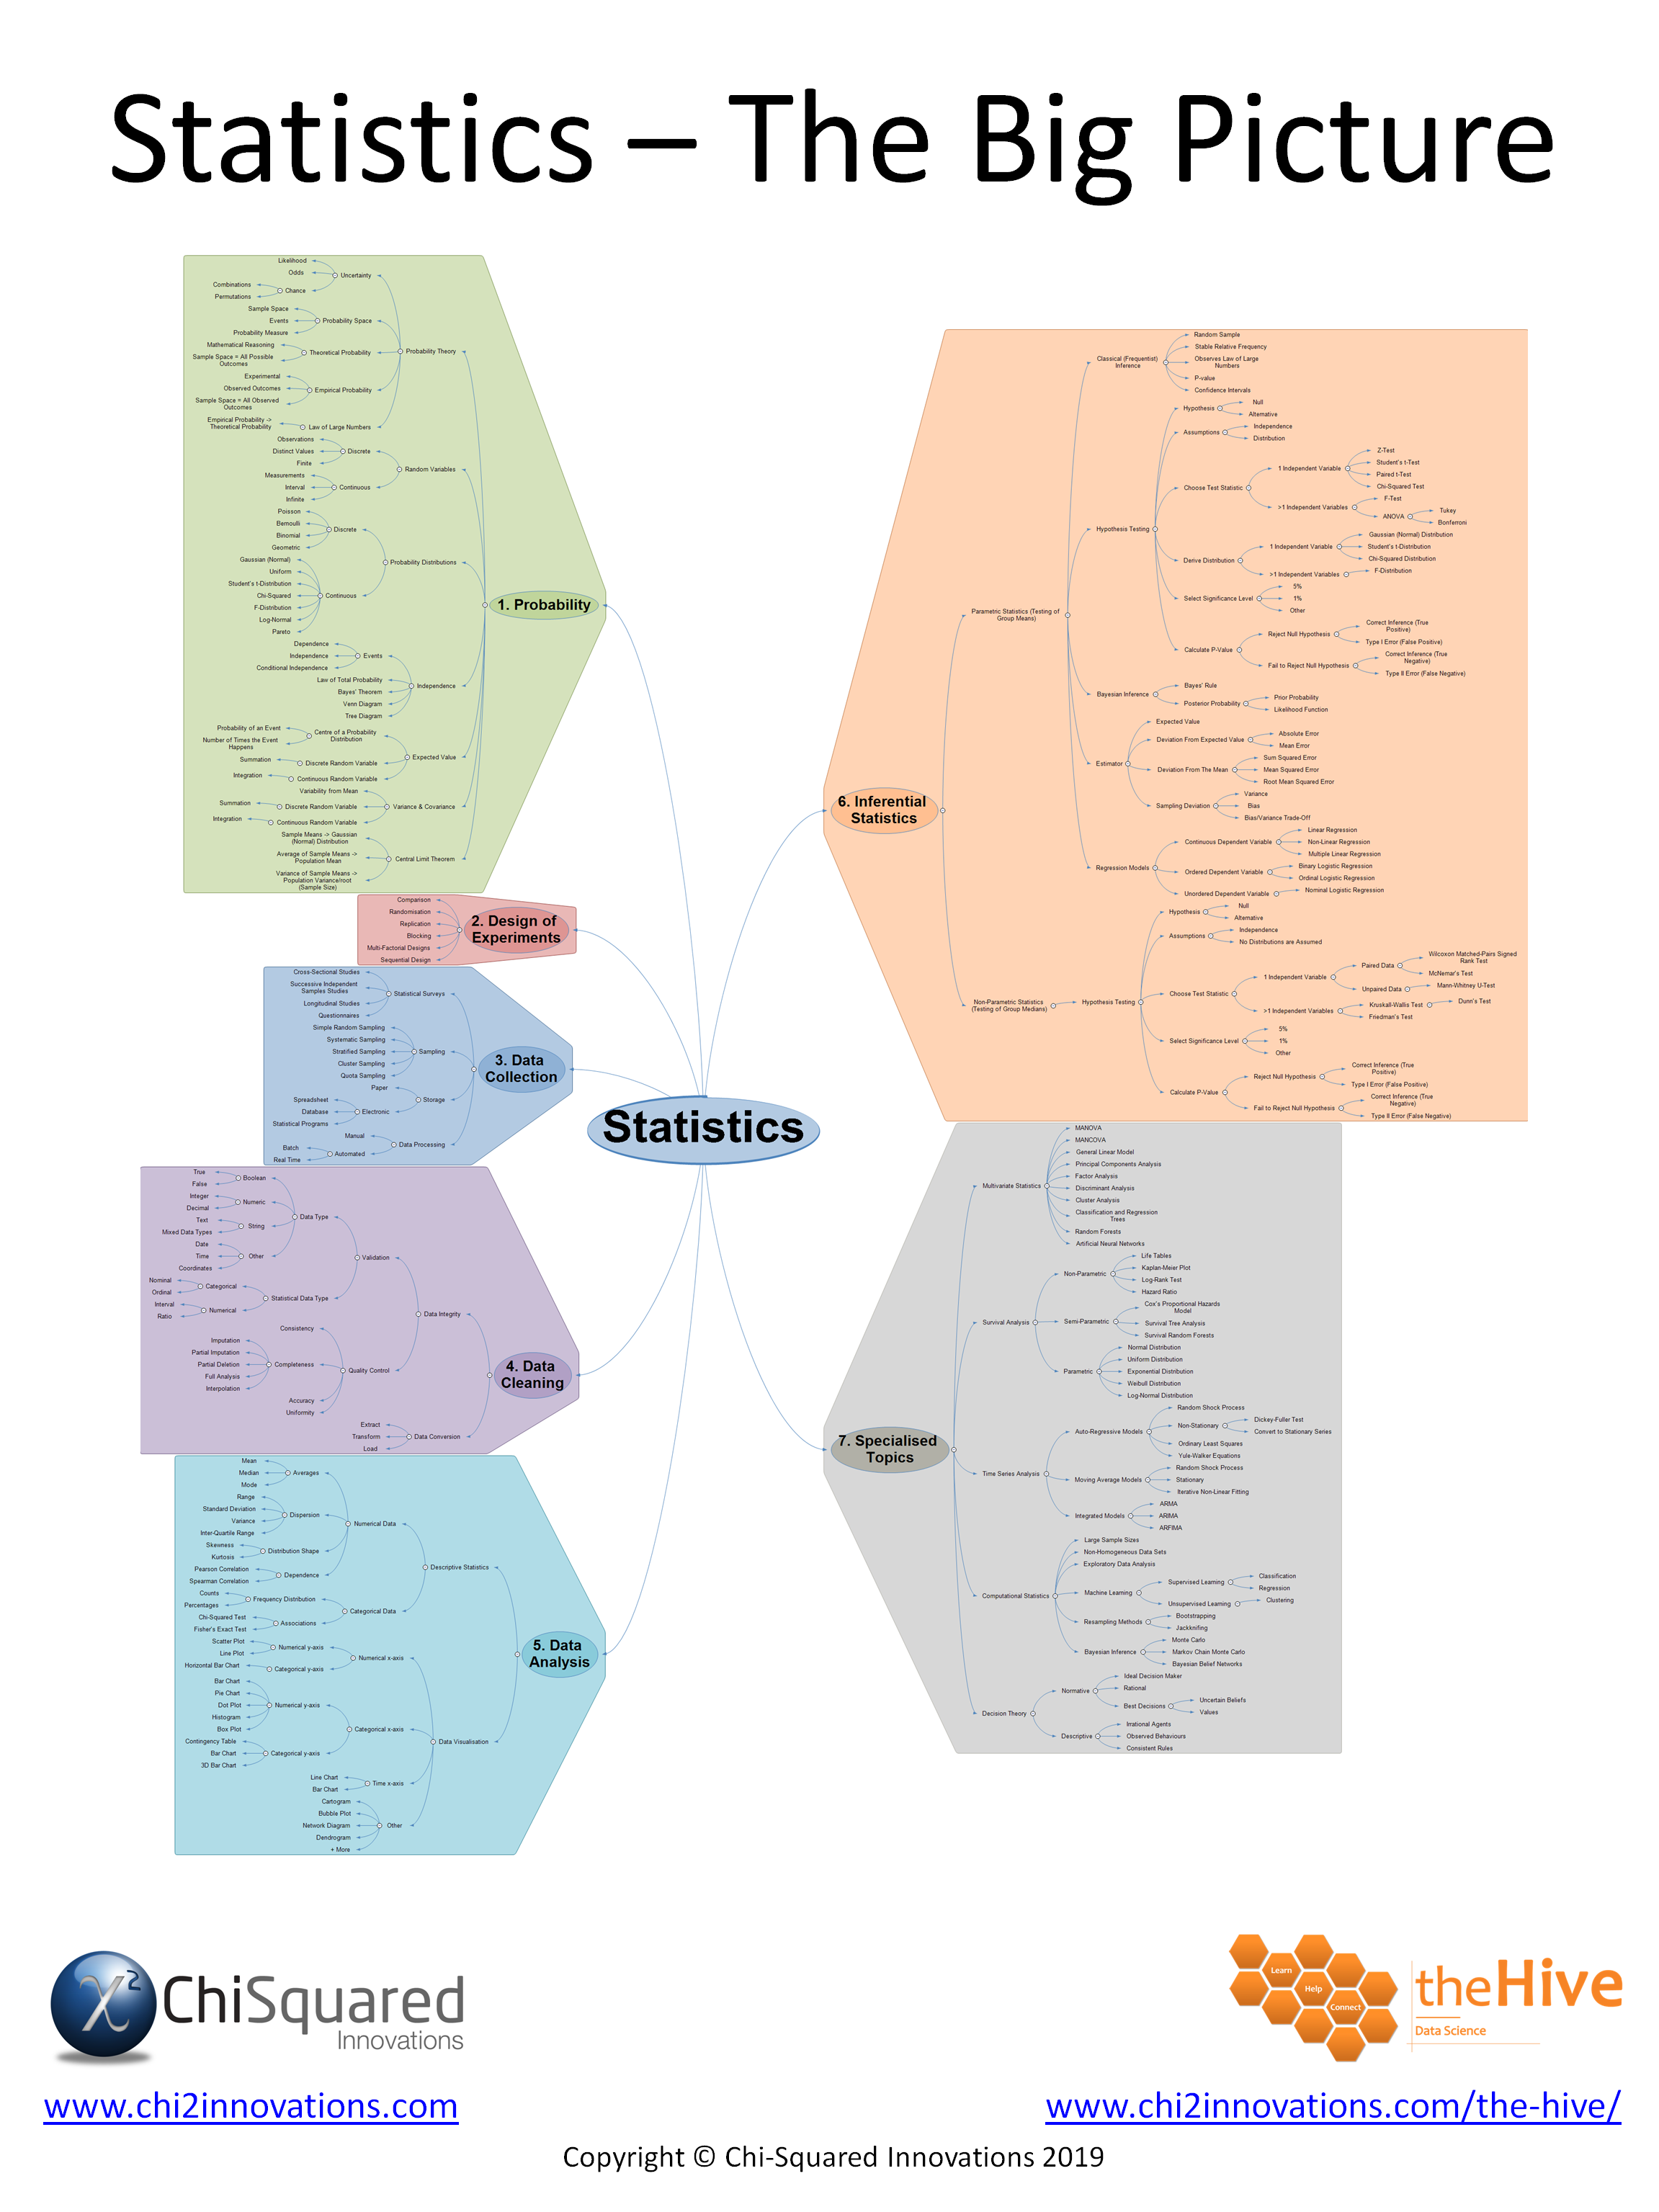 Statistics – The Big Picture
Statistics
1. Probability
Probability Theory
Uncertainty
Likelihood
Odds
Chance
Combinations
Permutations
Probability Space
Sample Space
Events
Probability Measure
Theoretical Probability
Mathematical Reasoning
Sample Space = All Possible
Outcomes
Empirical Probability
Experimental
Observed Outcomes
Sample Space = All Observed
Outcomes
Law of Large Numbers
Empirical Probability ->
Theoretical Probability
Random Variables
Discrete
Observations
Distinct Values
Finite
Continuous
Measurements
Interval
Infinite
Probability Distributions
Discrete
Poisson
Bernoulli
Binomial
Geometric
Continuous
Gaussian (Normal)
Uniform
Student's t-Distribution
Chi-Squared
F-Distribution
Log-Normal
Pareto
Independence
Events
Dependence
Independence
Conditional Independence
Law of Total Probability
Bayes' Theorem
Venn Diagram
Tree Diagram
Expected Value
Centre of a Probability
Distribution
Probability of an Event
Number of Times the Event
Happens
Discrete Random Variable
Summation
Continuous Random Variable
Integration
Variance & Covariance
Variability from Mean
Discrete Random Variable
Summation
Continuous Random Variable
Integration
Central Limit Theorem
Sample Means -> Gaussian
(Normal) Distribution
Average of Sample Means ->
Population Mean
Variance of Sample Means ->
Population Variance/root
(Sample Size)
2. Design of
Experiments
Comparison
Randomisation
Replication
Blocking
Multi-Factorial Designs
Sequential Design
3. Data
Collection
Statistical Surveys
Cross-Sectional Studies
Successive Independent
Samples Studies
Longitudinal Studies
Questionnaires
Sampling
Simple Random Sampling
Systematic Sampling
Stratified Sampling
Cluster Sampling
Quota Sampling
Storage
Paper
Electronic
Spreadsheet
Database
Statistical Programs
Data Processing
Manual
Automated
Batch
Real Time
4. Data
Cleaning
Data Integrity
Validation
Data Type
Boolean
True
False
Numeric
Integer
Decimal
String
Text
Mixed Data Types
Other
Date
Time
Coordinates
Statistical Data Type
Categorical
Nominal
Ordinal
Numerical
Interval
Ratio
Quality Control
Consistency
Completeness
Imputation
Partial Imputation
Partial Deletion
Full Analysis
Interpolation
Accuracy
Uniformity
Data Conversion
Extract
Transform
Load
5. Data
Analysis
Descriptive Statistics
Numerical Data
Averages
Mean
Median
Mode
Dispersion
Range
Standard Deviation
Variance
Inter-Quartile Range
Distribution Shape
Skewness
Kurtosis
Dependence
Pearson Correlation
Spearman Correlation
Categorical Data
Frequency Distribution
Counts
Percentages
Associations
Chi-Squared Test
Fisher's Exact Test
Data Visualisation
Numerical x-axis
Numerical y-axis
Scatter Plot
Line Plot
Categorical y-axis
Horizontal Bar Chart
Categorical x-axis
Numerical y-axis
Bar Chart
Pie Chart
Dot Plot
Histogram
Box Plot
Categorical y-axis
Contingency Table
Bar Chart
3D Bar Chart
Time x-axis
Line Chart
Bar Chart
Other
Cartogram
Bubble Plot
Network Diagram
Dendrogram
+ More
6. Inferential
Statistics
Parametric Statistics (Testing of
Group Means)
Classical (Frequentist)
Inference
Random Sample
Stable Relative Frequency
Observes Law of Large
Numbers
P-value
Confidence Intervals
Hypothesis Testing
Hypothesis
Null
Alternative
Assumptions
Independence
Distribution
Choose Test Statistic
1 Independent Variable
Z-Test
Student's t-Test
Paired t-Test
Chi-Squared Test
>1 Independent Variables
F-Test
ANOVA
Tukey
Bonferroni
Derive Distribution
1 Independent Variable
Gaussian (Normal) Distribution
Student's t-Distribution
Chi-Squared Distribution
>1 Independent Variables
F-Distribution
Select Significance Level
5%
1%
Other
Calculate P-Value
Reject Null Hypothesis
Correct Inference (True
Positive)
Type I Error (False Positive)
Fail to Reject Null Hypothesis
Correct Inference (True
Negative)
Type II Error (False Negative)
Bayesian Inference
Bayes' Rule
Posterior Probability
Prior Probability
Likelihood Function
Estimator
Expected Value
Deviation From Expected Value
Absolute Error
Mean Error
Deviation From The Mean
Sum Squared Error
Mean Squared Error
Root Mean Squared Error
Sampling Deviation
Variance
Bias
Bias/Variance Trade-Off
Regression Models
Continuous Dependent Variable
Linear Regression
Non-Linear Regression
Multiple Linear Regression
Ordered Dependent Variable
Binary Logistic Regression
Ordinal Logistic Regression
Unordered Dependent Variable
Nominal Logistic Regression
Non-Parametric Statistics
(Testing of Group Medians)
Hypothesis Testing
Hypothesis
Null
Alternative
Assumptions
Independence
No Distributions are Assumed
Choose Test Statistic
1 Independent Variable
Paired Data
Wilcoxon Matched-Pairs Signed
Rank Test
McNemar's Test
Unpaired Data
Mann-Whitney U-Test
>1 Independent Variables
Kruskall-Wallis Test
Dunn's Test
Friedman's Test
Select Significance Level
5%
1%
Other
Calculate P-Value
Reject Null Hypothesis
Correct Inference (True
Positive)
Type I Error (False Positive)
Fail to Reject Null Hypothesis
Correct Inference (True
Negative)
Type II Error (False Negative)
7. Specialised
Topics
Multivariate Statistics
MANOVA
MANCOVA
General Linear Model
Principal Components Analysis
Factor Analysis
Discriminant Analysis
Cluster Analysis
Classification and Regression
Trees
Random Forests
Artificial Neural Networks
Survival Analysis
Non-Parametric
Life Tables
Kaplan-Meier Plot
Log-Rank Test
Hazard Ratio
Semi-Parametric
Cox's Proportional Hazards
Model
Survival Tree Analysis
Survival Random Forests
Parametric
Normal Distribution
Uniform Distribution
Exponential Distribution
Weibull Distribution
Log-Normal Distribution
Time Series Analysis
Auto-Regressive Models
Random Shock Process
Non-Stationary
Dickey-Fuller Test
Convert to Stationary Series
Ordinary Least Squares
Yule-Walker Equations
Moving Average Models
Random Shock Process
Stationary
Iterative Non-Linear Fitting
Integrated Models
ARMA
ARIMA
ARFIMA
Computational Statistics
Large Sample Sizes
Non-Homogeneous Data Sets
Exploratory Data Analysis
Machine Learning
Supervised Learning
Classification
Regression
Unsupervised Learning
Clustering
Resampling Methods
Bootstrapping
Jackknifing
Bayesian Inference
Monte Carlo
Markov Chain Monte Carlo
Bayesian Belief Networks
Decision Theory
Normative
Ideal Decision Maker
Rational
Best Decisions
Uncertain Beliefs
Values
Descriptive
Irrational Agents
Observed Behaviours
Consistent Rules
χ2
ChiSquared
Innovations
Learn
Help
Connect
theHive
Data Science
www.chi2innovations.com
www.chi2innovations.com/the-hive/
Copyright © Chi-Squared Innovations 2019